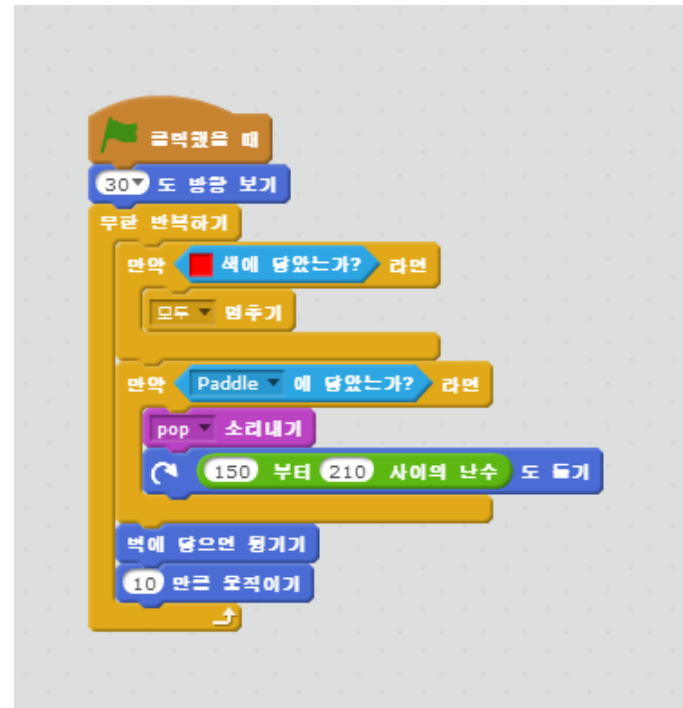 클릭했을 때
30 도 방향 보기
무한 반복하기
만약 색에 닿았는가? 라면
모두 멈추기
만약 Paddle 에 닿았는가? 라면
pop 소리내기
150 부터 210 사이의 난수 도 돌기
벽에 닿으면 튕기기
10 만큼 움직이기